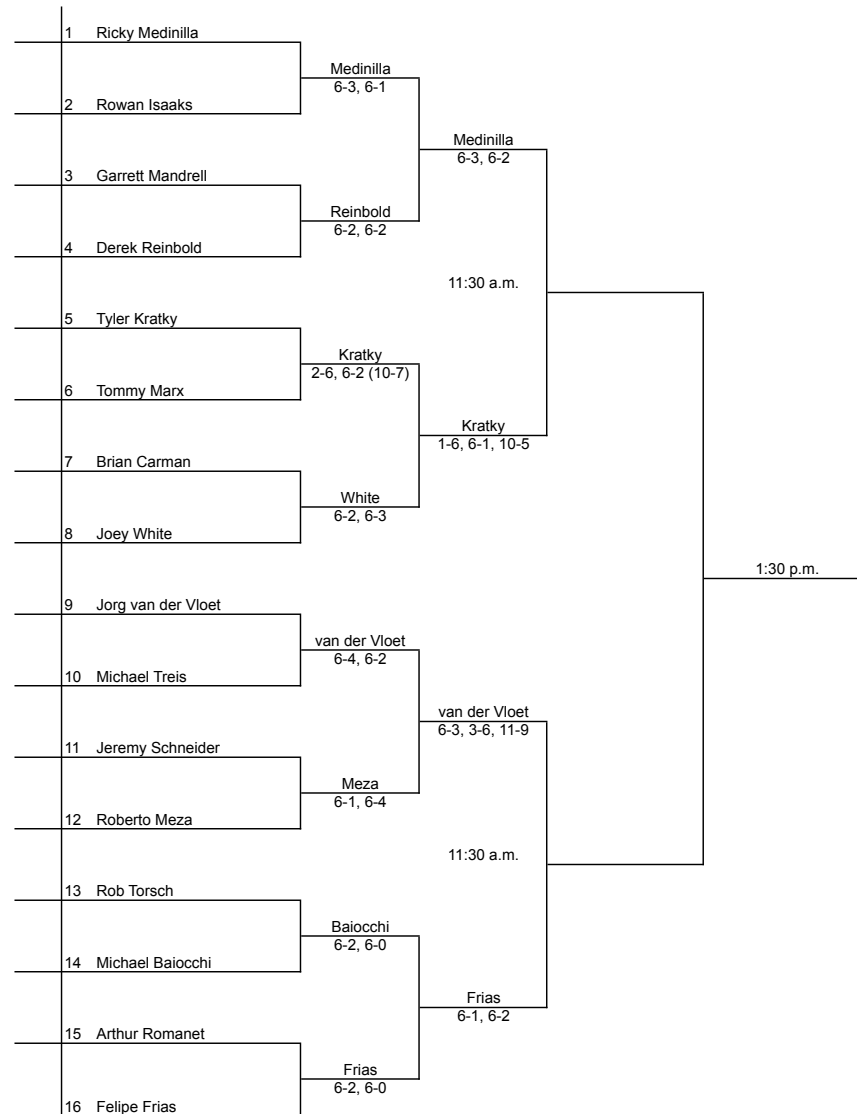 1 Ricky Medinilla
Medinilla
6-3, 6-1
2 Rowan Isaaks
Medinilla
6-3, 6-2
3 Garrett Mandrell
Reinbold
6-2, 6-2
4 Derek Reinbold
11:30 a.m.
5 Tyler Kratky
Kratky
2-6, 6-2 (10-7)
6 Tommy Marx
Kratky
1-6, 6-1, 10-5
7 Brian Carman
White
6-2, 6-3
8 Joey White
1:30 p.m.
9 Jorg van der Vloet
van der Vloet
6-4, 6-2
10 Michael Treis
van der Vloet
6-3, 3-6, 11-9
11 Jeremy Schneider
Meza
6-1, 6-4
12 Roberto Meza
11:30 a.m.
13 Rob Torsch
Baiocchi
6-2, 6-0
14 Michael Baiocchi
Frias
6-1, 6-2
15 Arthur Romanet
Frias
6-2, 6-0
16 Felipe Frias